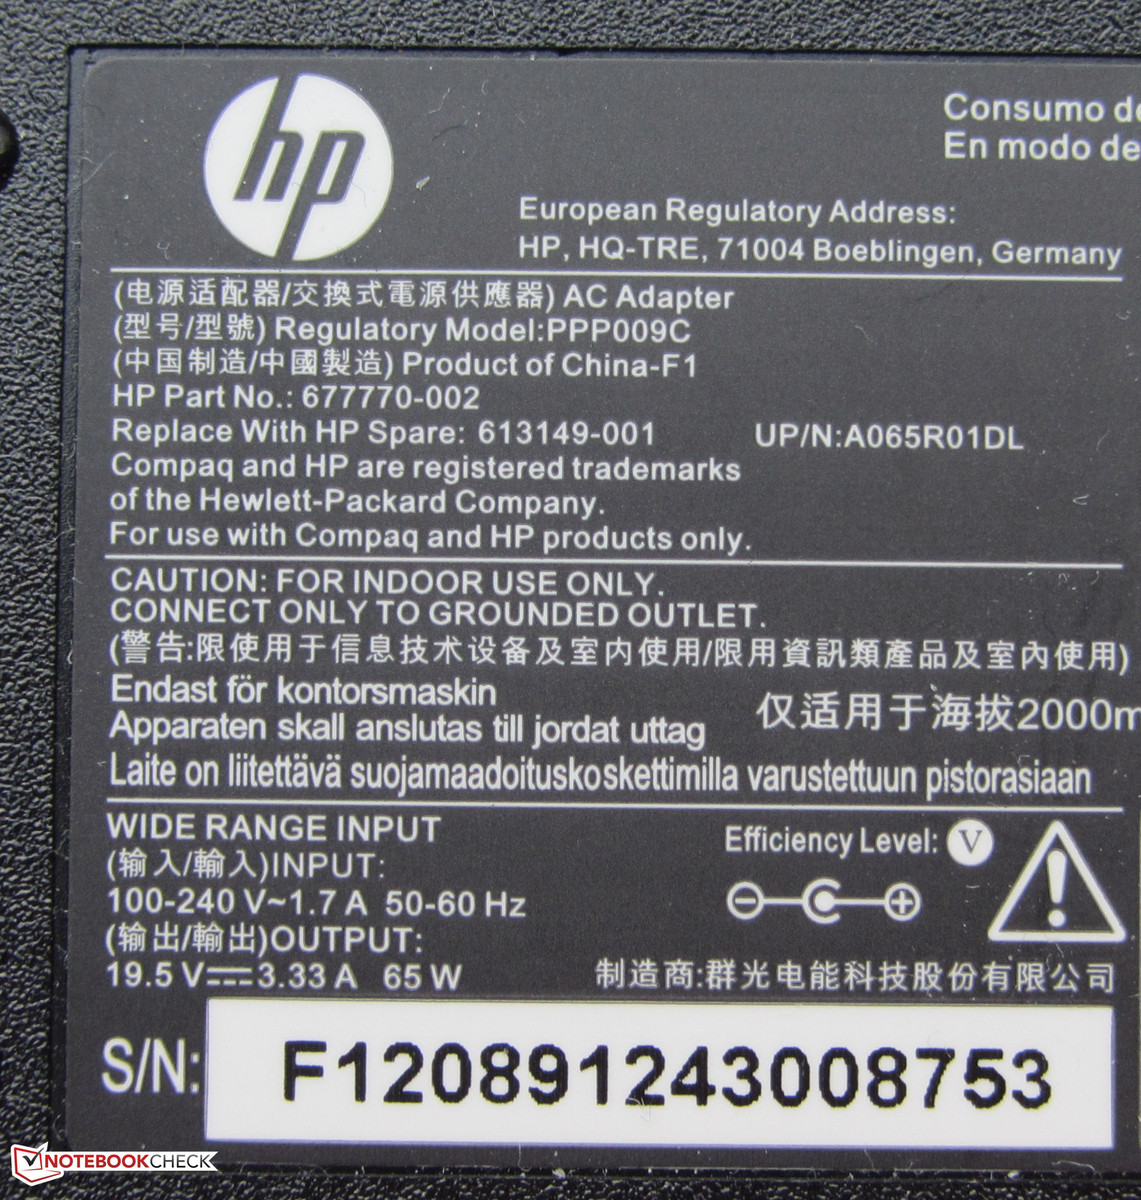 hp
Consumo de
En modo de
European Regulatory Address:
HP, HQ-TRE, 71004 Boeblingen, Germany
(电源适配器/交換式電源供應器) AC Adapter
(型号/型號) Regulatory Model:PPP009C
(中国制造/中國製造) Product of China-F1
HP Part No.: 677770-002
Replace With HP Spare: 613149-001 UP/N:A065R01DL
Compaq and HP are registered trademarks
of the Hewlett-Packard Company.
For use with Compaq and HP products only.
CAUTION: FOR INDOOR USE ONLY.
CONNECT ONLY TO GROUNDED OUTLET.
(警告:限使用于信息技术设备及室内使用/限用資訊類產品及室內使用)
Endast för kontorsmaskin
Apparaten skall anslutas till jordat uttag
仅适用于海拔2000m
Laite on liitettävä suojamaadoituskoskettimilla varustettuun pistorasiaan
WIDE RANGE INPUT
(输入/輸入)INPUT:
100-240 V~1.7 A 50-60 Hz
(输出/輸出)OUTPUT:
19.5 V⎓3.33 A 65 W
Efficiency Level: V
制造商:群光电能科技股份有限公司
S/N: F120891243008753
NOTEBOOKCHECK